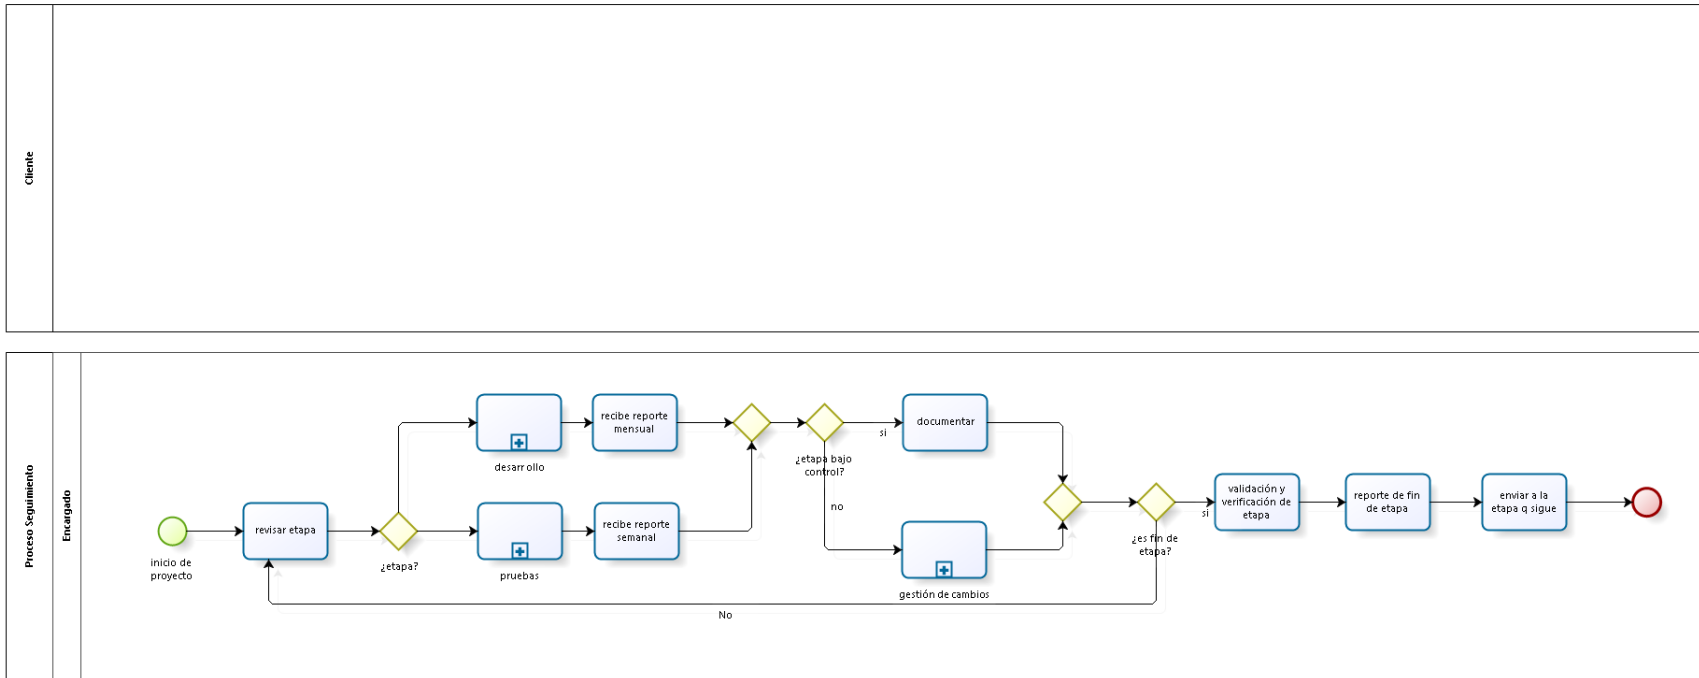 Cliente
Proceso Seguimiento
Encargado
inicio de
proyecto
revisar etapa
¿etapa?
desarrollo
recibe reporte
mensual
pruebas
recibe reporte
semanal
¿etapa bajo
control?
si
no
documentar
gestión de cambios
¿es fin de
etapa?
si
No
validación y
verificación de
etapa
reporte de fin
de etapa
enviar a la
etapa q sigue